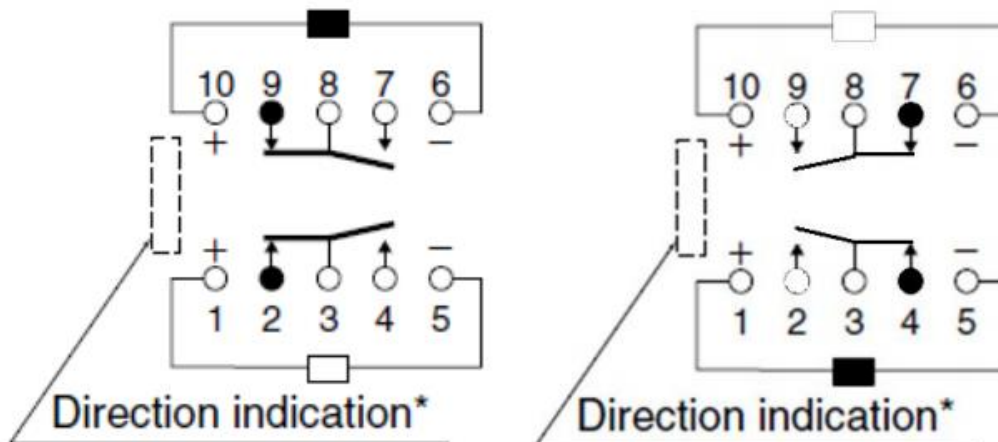 10 9 8 7 6
+ −
+ −
1 2 3 4 5
Direction indication*
10 9 8 7 6
+ −
+ −
1 2 3 4 5
Direction indication*